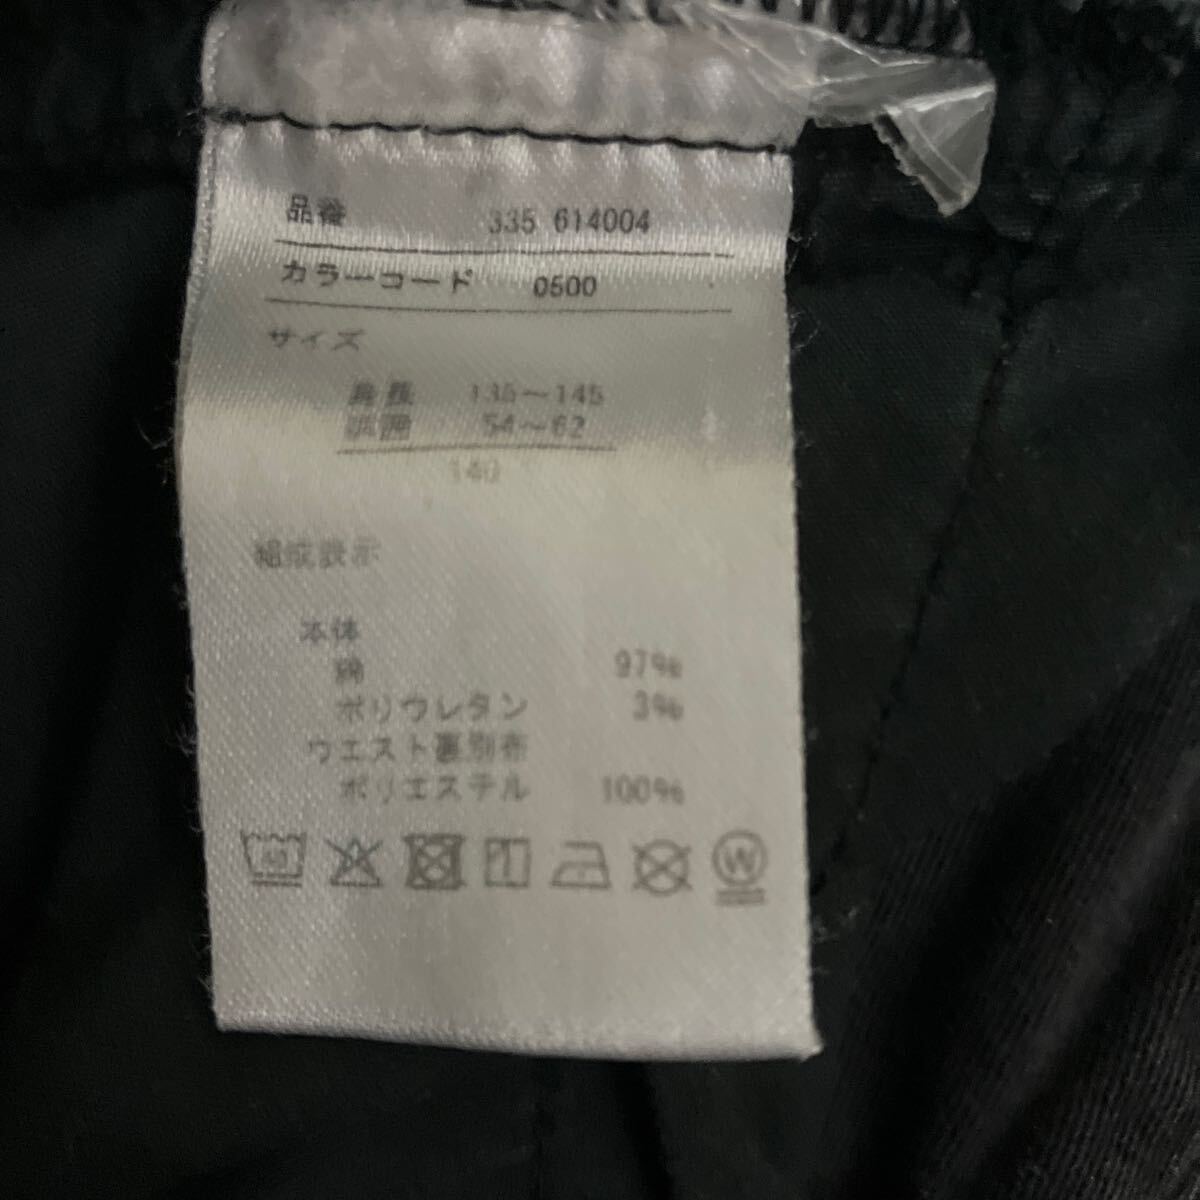 品番 335 614004
カラーコード 0500
サイズ
身長 135～145
胴囲 54～62
140
組成表示
本体
綿 97%
ポリウレタン 3%
ウエスト裏別布
ポリエステル 100%
40 W